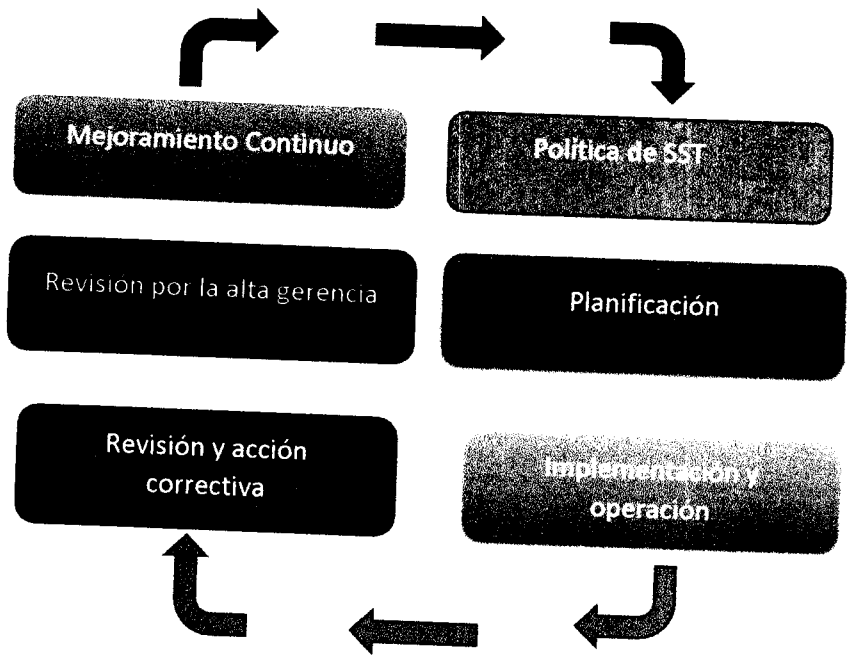 Mejoramiento Continuo
Política de SST
Revisión por la alta gerencia
Planificación
Revisión y acción
correctiva
Implementación y
operación